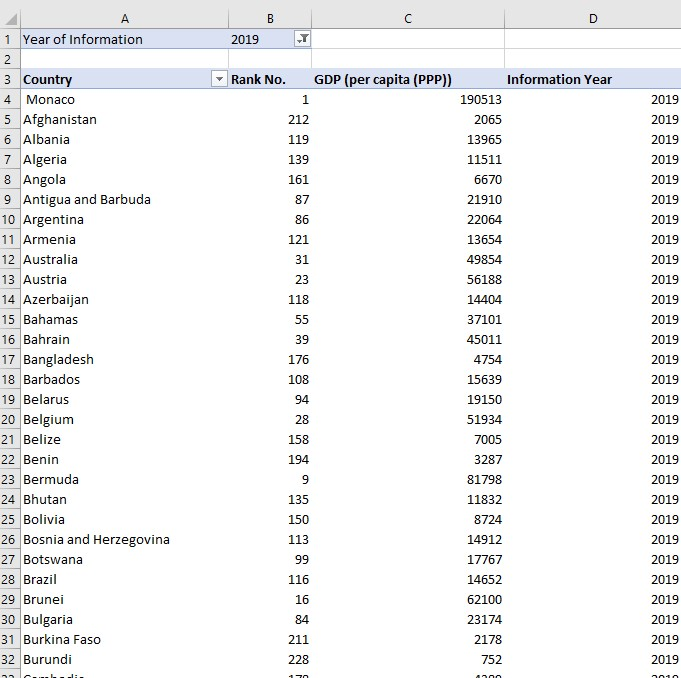 A B C D
1 Year of Information 2019
2
3 Country Rank No. GDP (per capita (PPP)) Information Year
4 Monaco 1 190513 2019
5 Afghanistan 212 2065 2019
6 Albania 119 13965 2019
7 Algeria 139 11511 2019
8 Angola 161 6670 2019
9 Antigua and Barbuda 87 21910 2019
10 Argentina 86 22064 2019
11 Armenia 121 13654 2019
12 Australia 31 49854 2019
13 Austria 23 56188 2019
14 Azerbaijan 118 14404 2019
15 Bahamas 55 37101 2019
16 Bahrain 39 45011 2019
17 Bangladesh 176 4754 2019
18 Barbados 108 15639 2019
19 Belarus 94 19150 2019
20 Belgium 28 51934 2019
21 Belize 158 7005 2019
22 Benin 194 3287 2019
23 Bermuda 9 81798 2019
24 Bhutan 135 11832 2019
25 Bolivia 150 8724 2019
26 Bosnia and Herzegovina 113 14912 2019
27 Botswana 99 17767 2019
28 Brazil 116 14652 2019
29 Brunei 16 62100 2019
30 Bulgaria 84 23174 2019
31 Burkina Faso 211 2178 2019
32 Burundi 228 752 2019